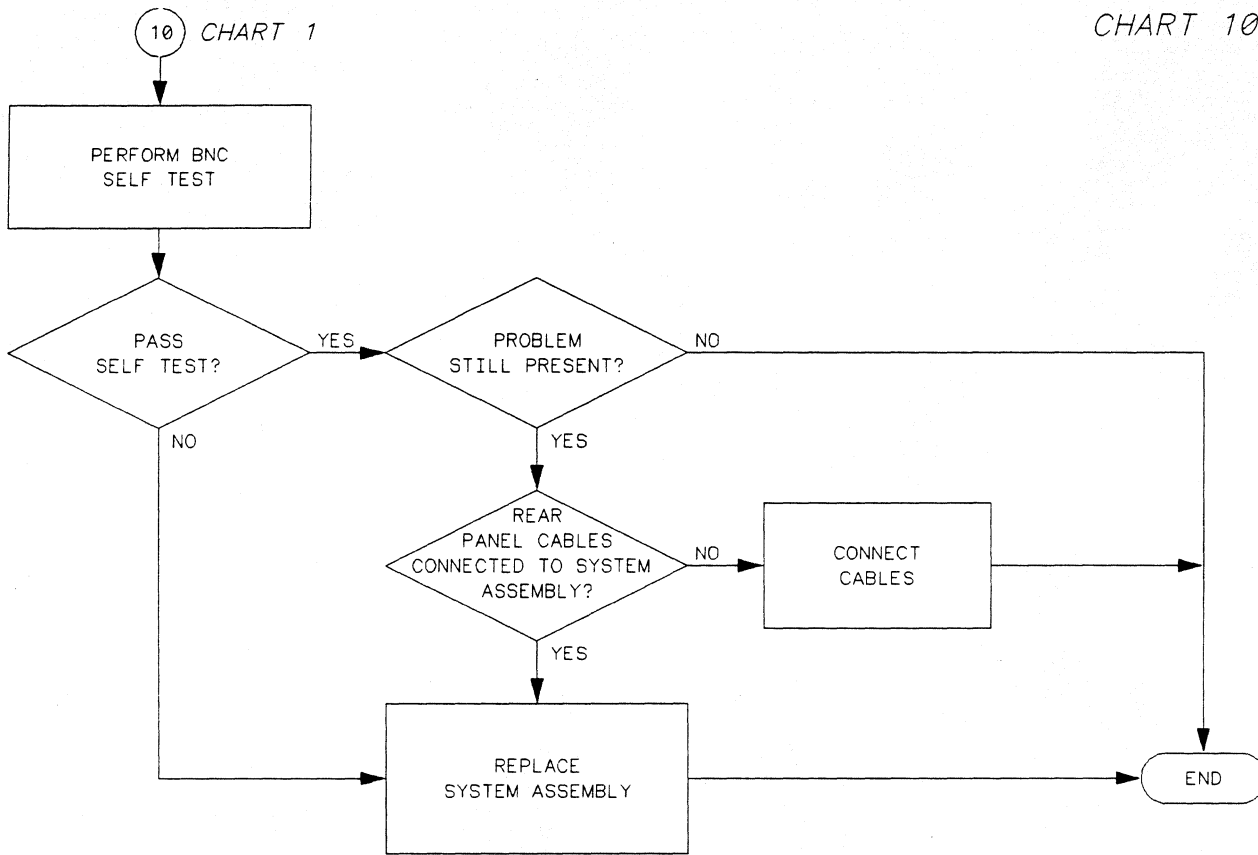 10 CHART 1
CHART 10
PERFORM BNC
SELF TEST
PASS
SELF TEST?
YES
NO
PROBLEM
STILL PRESENT?
NO
YES
REAR
PANEL CABLES
CONNECTED TO SYSTEM
ASSEMBLY?
NO
YES
CONNECT
CABLES
REPLACE
SYSTEM ASSEMBLY
END